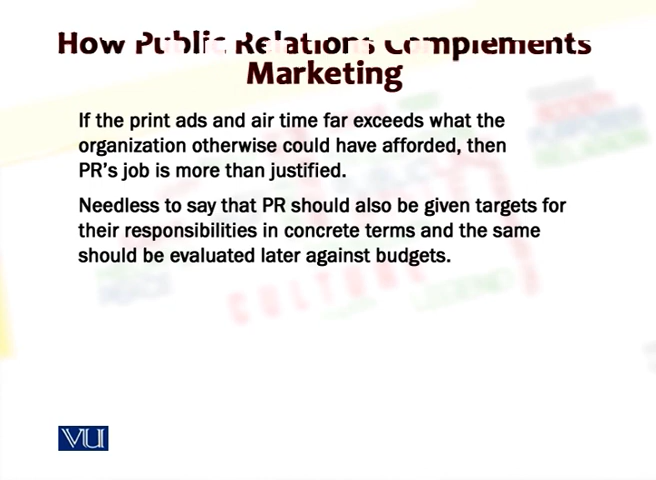 How Public Relations Complements
Marketing
If the print ads and air time far exceeds what the
organization otherwise could have afforded, then
PR's job is more than justified.
Needless to say that PR should also be given targets for
their responsibilities in concrete terms and the same
should be evaluated later against budgets.
CULTURE
VU